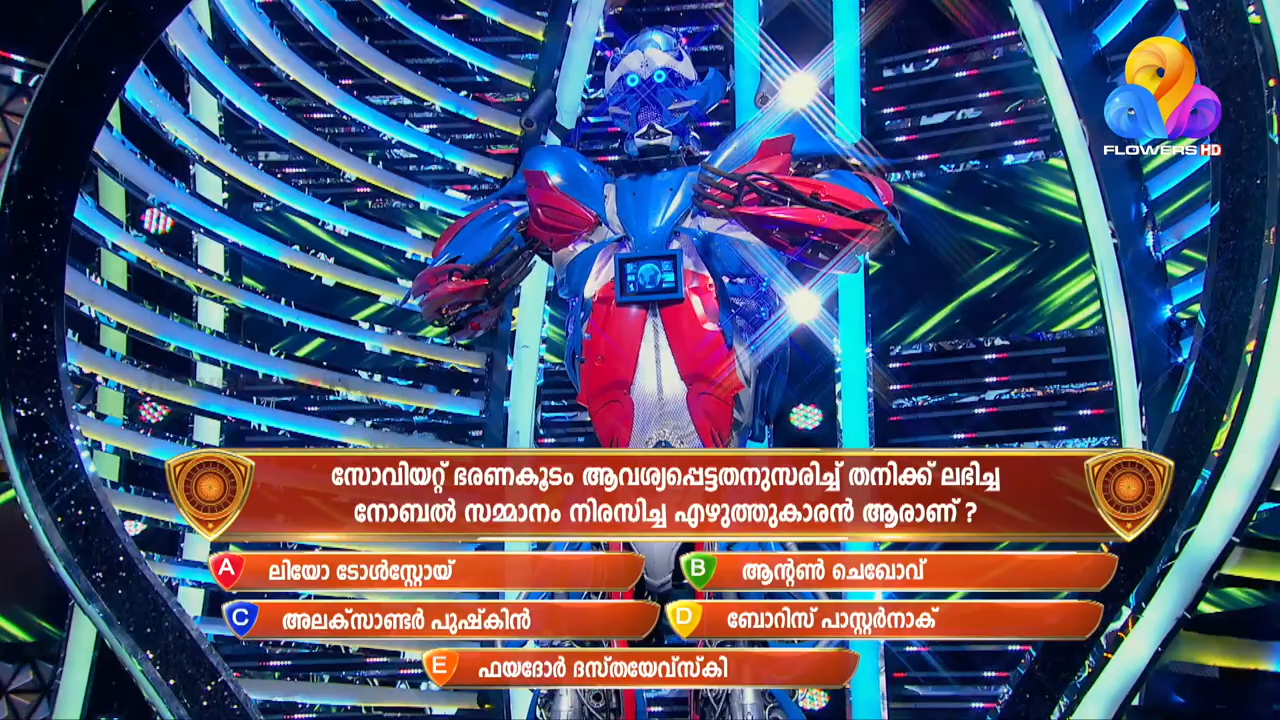 FLOWERS HD
സോവിയറ്റ് ഭരണകൂടം ആവശ്യപ്പെട്ടതനുസരിച്ച് തനിക്ക് ലഭിച്ച
നോബൽ സമ്മാനം നിരസിച്ച എഴുത്തുകാരൻ ആരാണ് ?
A ലിയോ ടോൾസ്റ്റോയ്
B ആന്റൺ ചെഖോവ്
C അലക്സാണ്ടർ പുഷ്കിൻ
D ബോറിസ് പാസ്റ്റർനാക്
E ഫയദോർ ദസ്തയേവ്സ്കി